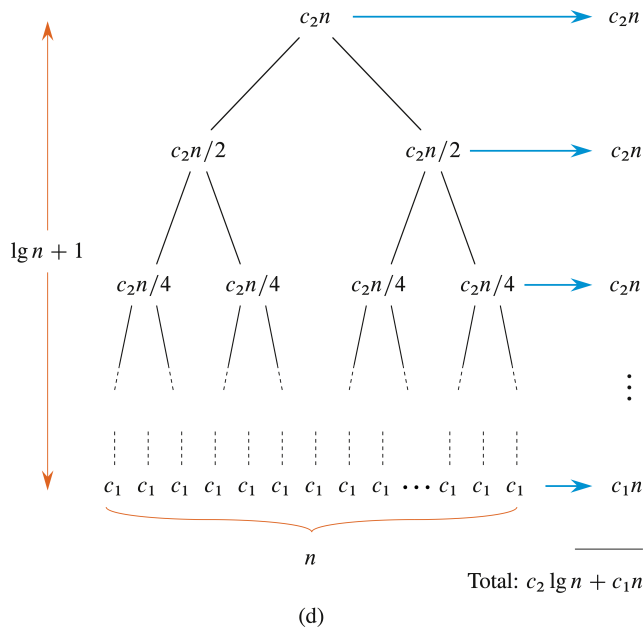 c₂n c₂n
c₂n/2 c₂n/2 c₂n
lg n + 1
c₂n/4 c₂n/4 c₂n/4 c₂n/4 c₂n
⋮
c₁ c₁ c₁ c₁ c₁ c₁ c₁ c₁ c₁ ⋯ c₁ c₁ c₁ c₁n
n
Total: c₂ lg n + c₁n
(d)